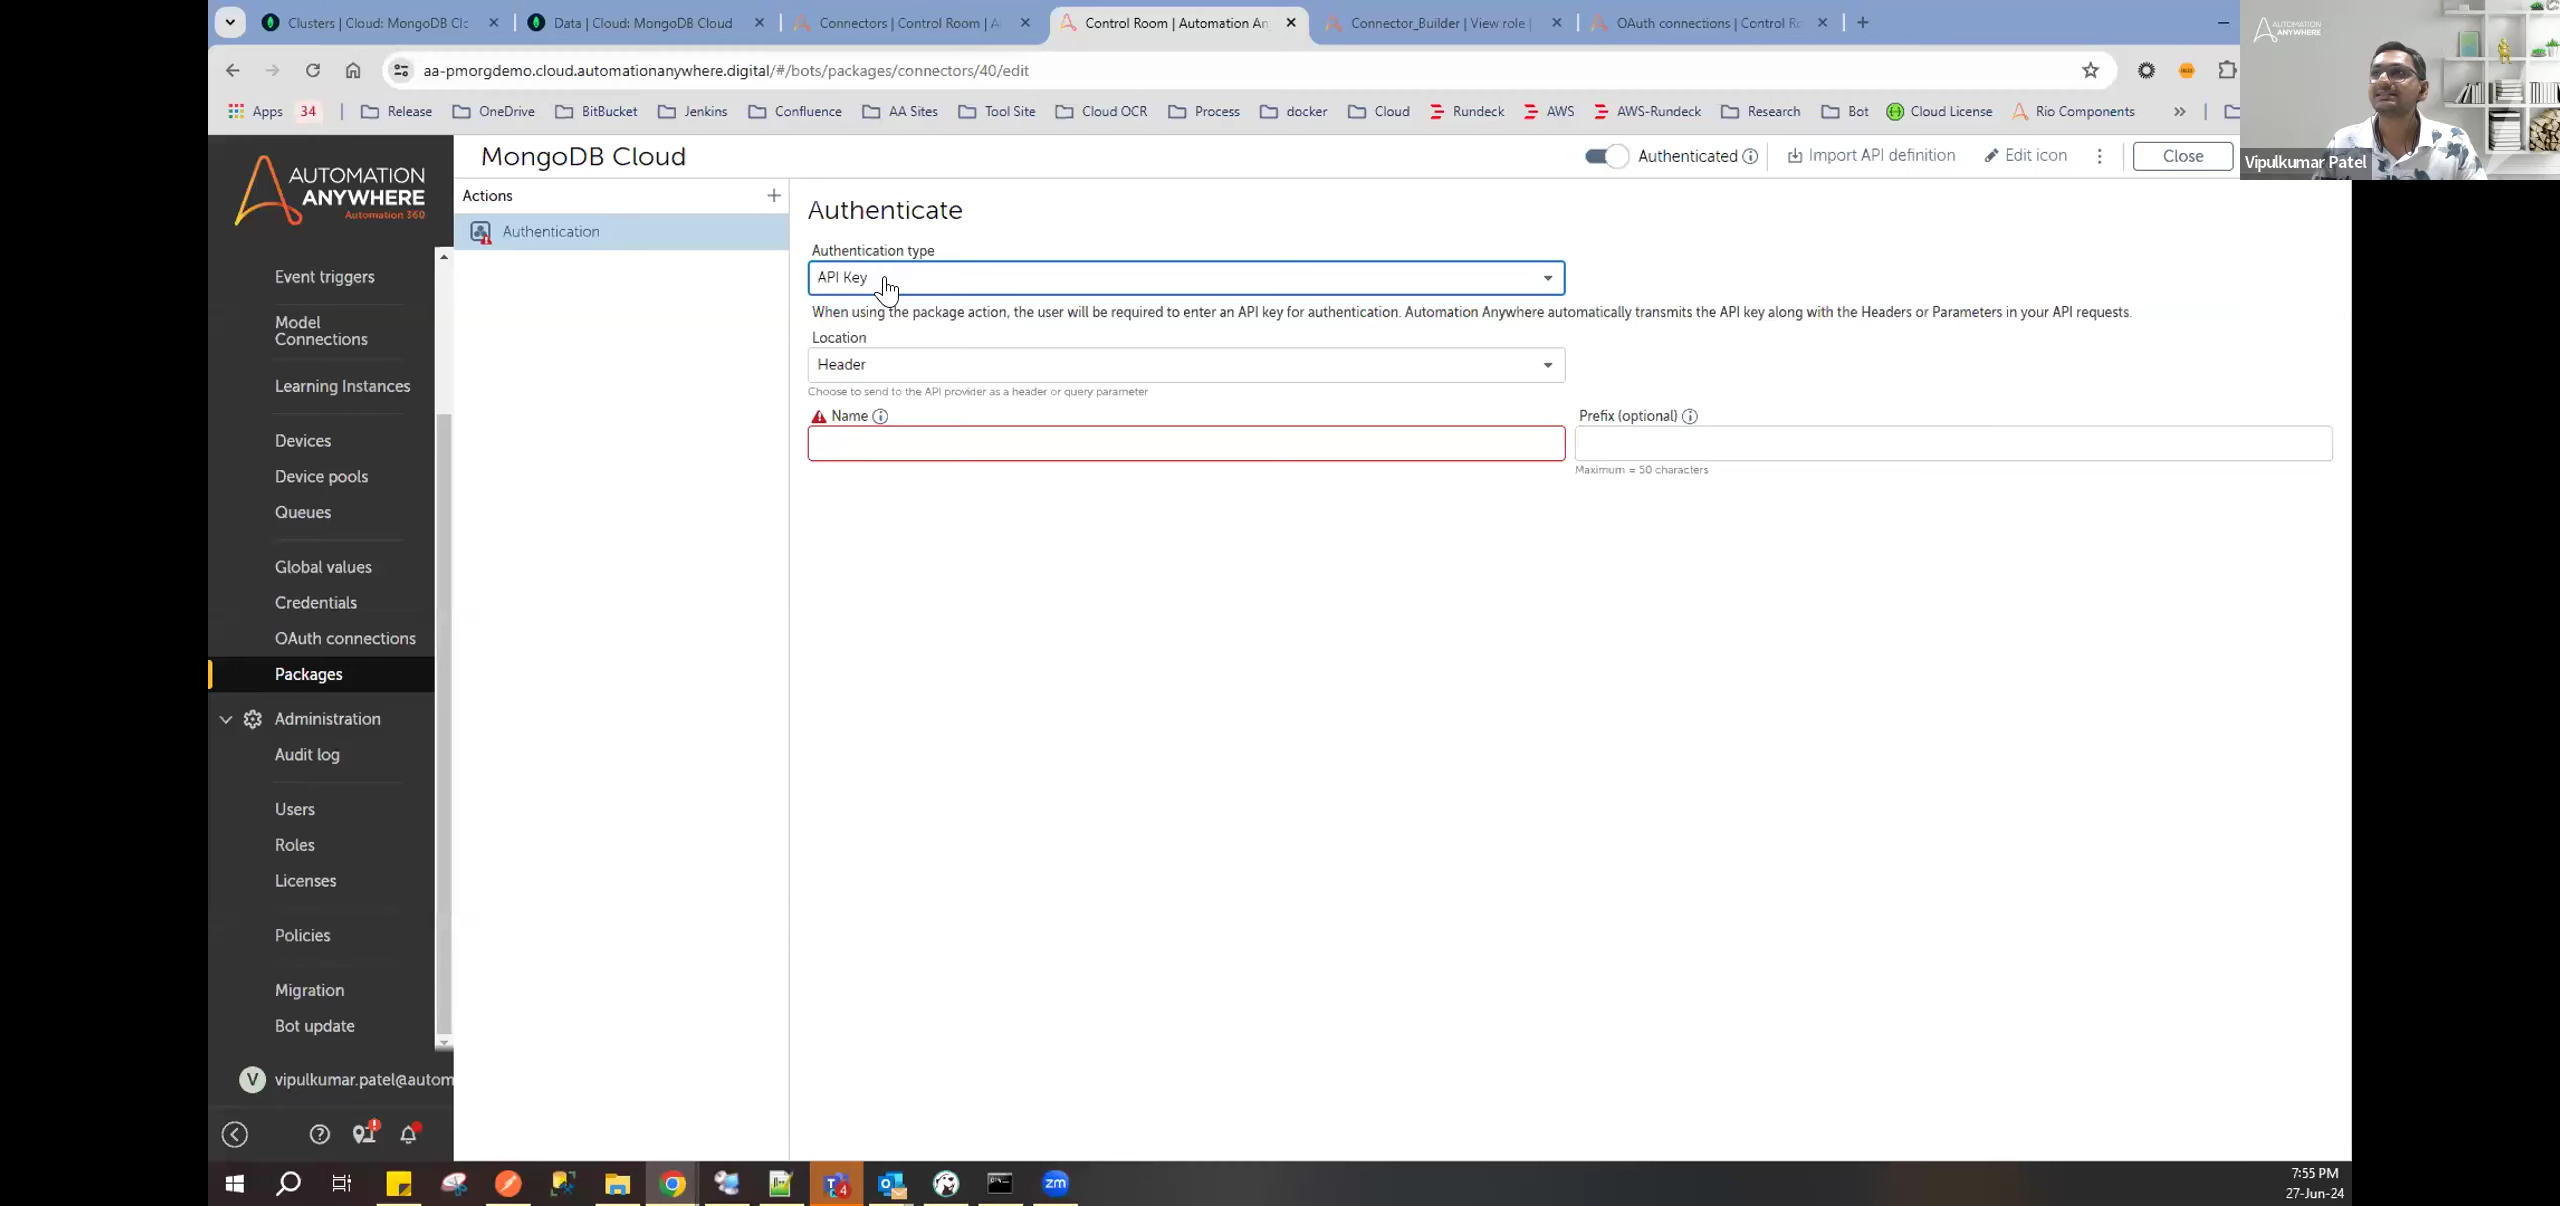 Clusters | Cloud: MongoDB Clo
Data | Cloud: MongoDB Cloud
Connectors | Control Room | A
Control Room | Automation An
Connector_Builder | View role |
OAuth connections | Control Ro
aa-pmorgdemo.cloud.automationanywhere.digital/#/bots/packages/connectors/40/edit
Apps
34
Release
OneDrive
BitBucket
Jenkins
Confluence
AA Sites
Tool Site
Cloud OCR
Process
docker
Cloud
Rundeck
AWS
AWS-Rundeck
Research
Bot
Cloud License
Rio Components
AUTOMATION
ANYWHERE
Vipulkumar Patel
AUTOMATION
ANYWHERE
Automation 360
Event triggers
Model
Connections
Learning Instances
Devices
Device pools
Queues
Global values
Credentials
OAuth connections
Packages
Administration
Audit log
Users
Roles
Licenses
Policies
Migration
Bot update
V
vipulkumar.patel@autom
MongoDB Cloud
Authenticated
Import API definition
Edit icon
Close
Actions
Authentication
Authenticate
Authentication type
API Key
When using the package action, the user will be required to enter an API key for authentication. Automation Anywhere automatically transmits the API key along with the Headers or Parameters in your API requests.
Location
Header
Choose to send to the API provider as a header or query parameter
Name
Prefix (optional)
Maximum = 50 characters
4
zm
7:55 PM
27-Jun-24